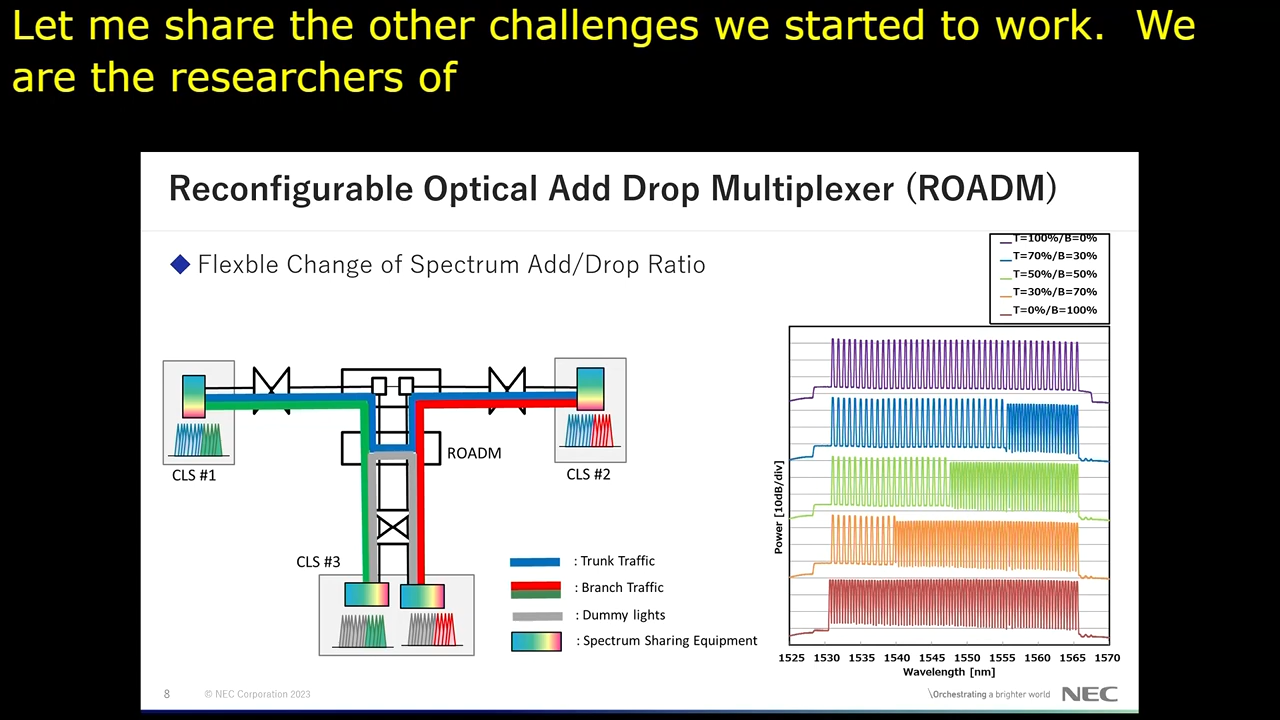 Let me share the other challenges we started to work.  We
are the researchers of
Reconfigurable Optical Add Drop Multiplexer (ROADM)
Flexble Change of Spectrum Add/Drop Ratio
T=100%/B=0%
T=70%/B=30%
T=50%/B=50%
T=30%/B=70%
T=0%/B=100%
CLS #1
ROADM
CLS #2
CLS #3
: Trunk Traffic
: Branch Traffic
: Dummy lights
: Spectrum Sharing Equipment
Power [10dB/div]
1525 1530 1535 1540 1545 1550 1555 1560 1565 1570
Wavelength [nm]
8
© NEC Corporation 2023
\Orchestrating a brighter world
NEC